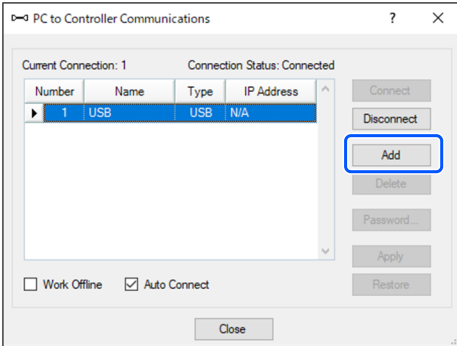 PC to Controller Communications
?
Current Connection: 1 Connection Status: Connected
Number Name Type IP Address
1 USB USB N/A
Connect
Disconnect
Add
Delete
Password...
Apply
Restore
Work Offline Auto Connect
Close